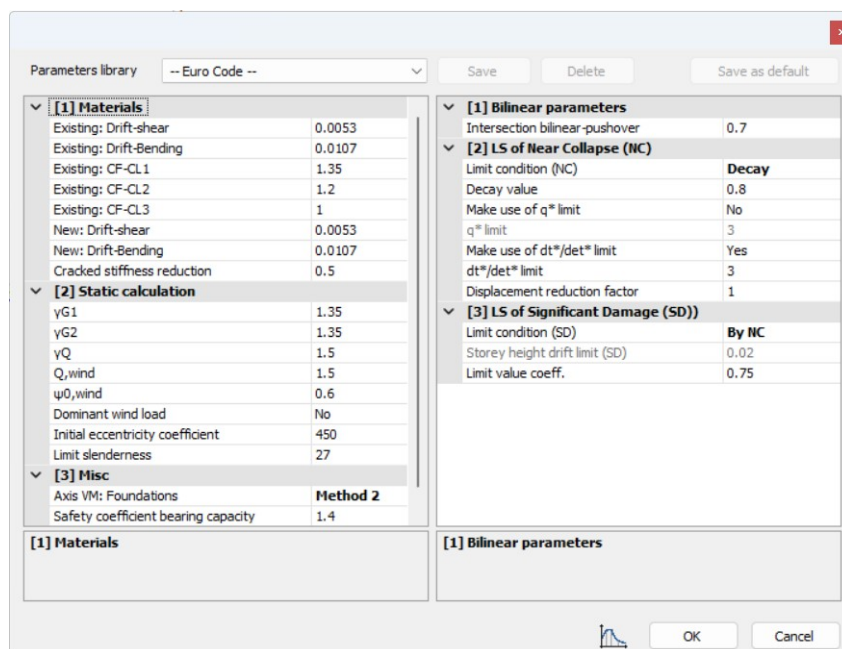 Parameters library -- Euro Code -- Save Delete Save as default
[1] Materials
Existing: Drift-shear 0.0053
Existing: Drift-Bending 0.0107
Existing: CF-CL1 1.35
Existing: CF-CL2 1.2
Existing: CF-CL3 1
New: Drift-shear 0.0053
New: Drift-Bending 0.0107
Cracked stiffness reduction 0.5
[2] Static calculation
γG1 1.35
γG2 1.35
γQ 1.5
Q,wind 1.5
ψ0,wind 0.6
Dominant wind load No
Initial eccentricity coefficient 450
Limit slenderness 27
[3] Misc
Axis VM: Foundations Method 2
Safety coefficient bearing capacity 1.4
[1] Materials
[1] Bilinear parameters
Intersection bilinear-pushover 0.7
[2] LS of Near Collapse (NC)
Limit condition (NC) Decay
Decay value 0.8
Make use of q* limit No
q* limit 3
Make use of dt*/det* limit Yes
dt*/det* limit 3
Displacement reduction factor 1
[3] LS of Significant Damage (SD))
Limit condition (SD) By NC
Storey height drift limit (SD) 0.02
Limit value coeff. 0.75
[1] Bilinear parameters
OK Cancel